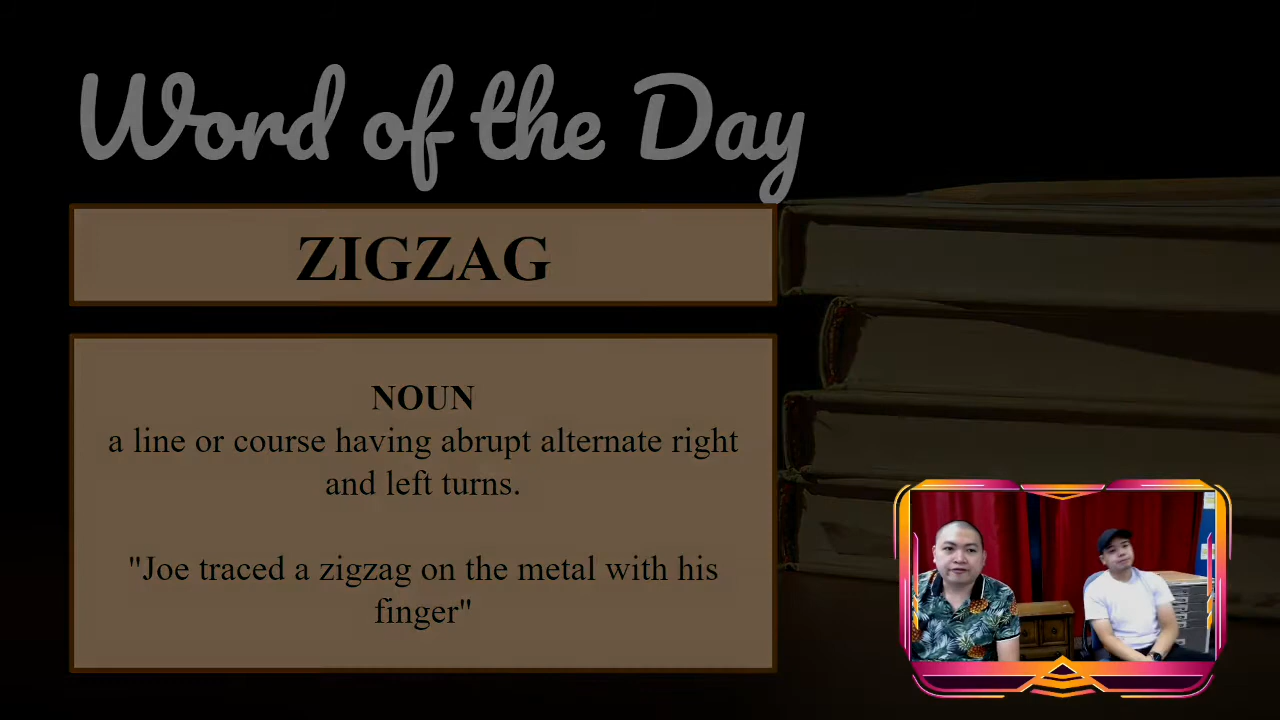 Word of the Day
ZIGZAG
NOUN
a line or course having abrupt alternate right
and left turns.
"Joe traced a zigzag on the metal with his
finger"